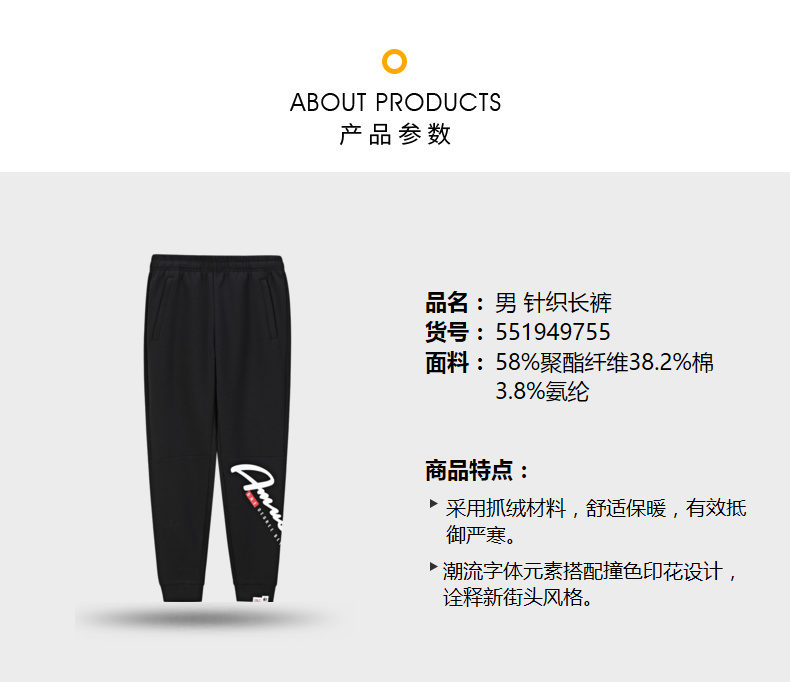 ABOUT PRODUCTS
产品参数
品名：男 针织长裤
货号：551949755
面料：58%聚酯纤维38.2%棉
3.8%氨纶
商品特点：
采用抓绒材料，舒适保暖，有效抵
御严寒。
潮流字体元素搭配撞色印花设计，
诠释新街头风格。